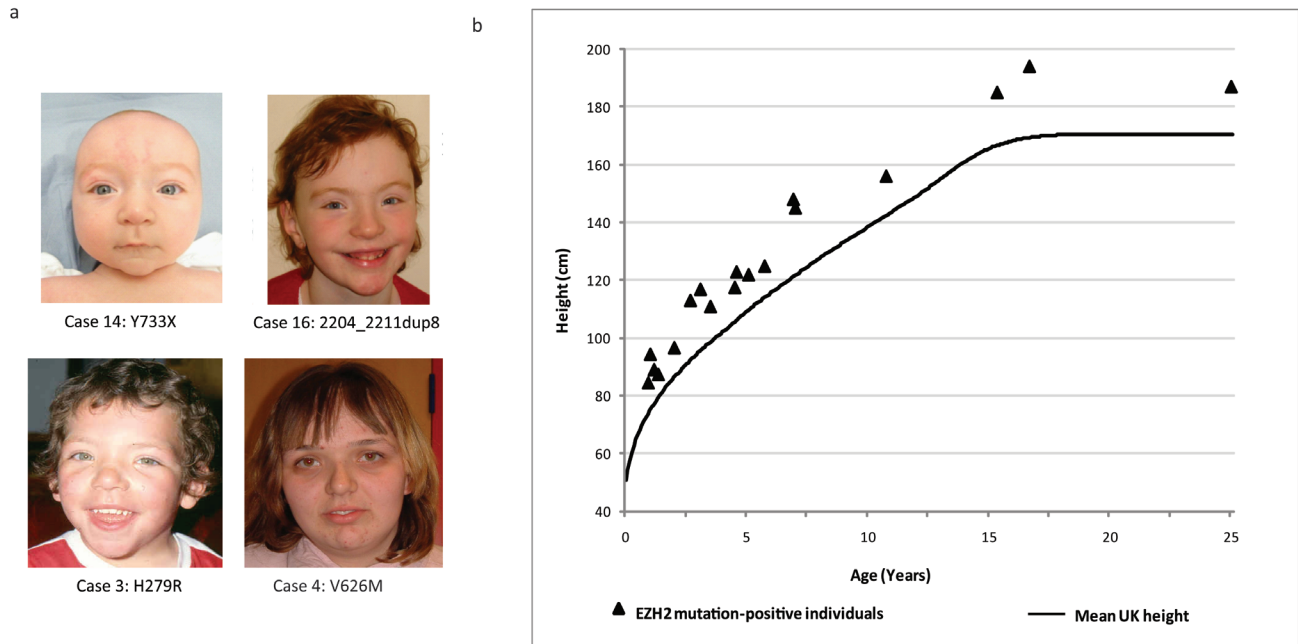 a
Case 14: Y733X
Case 16: 2204_2211dup8
Case 3: H279R
Case 4: V626M
b
200
180
160
140
120
100
80
60
40
Height (cm)
0 5 10 15 20 25
Age (Years)
EZH2 mutation-positive individuals
Mean UK height